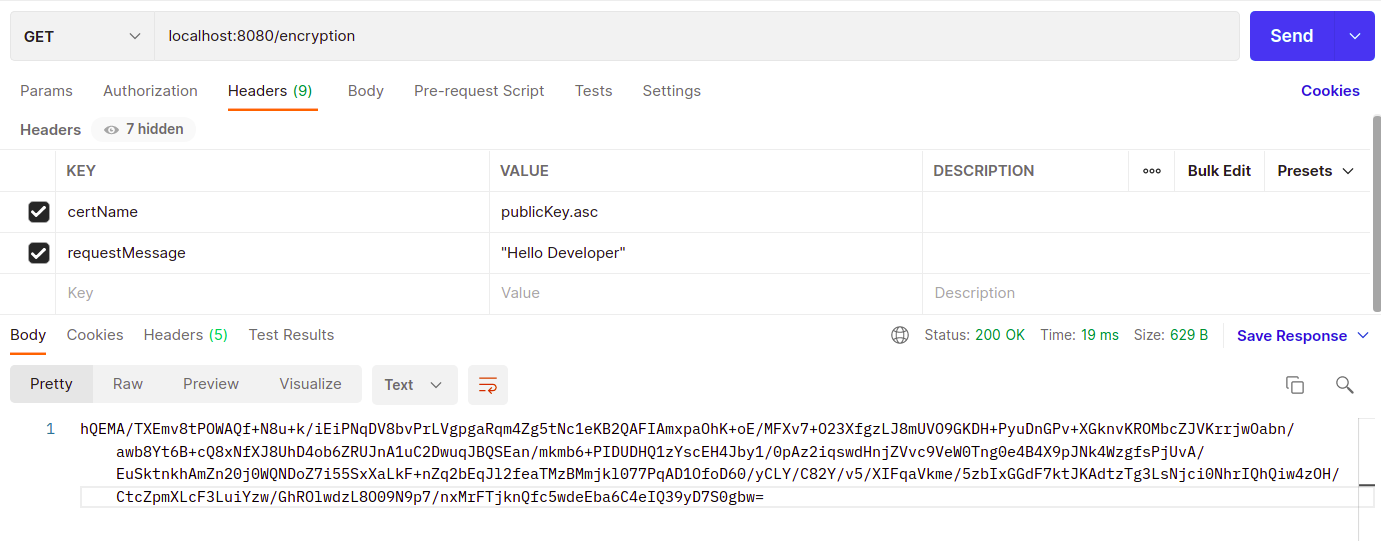 GET localhost:8080/encryption Send
Params Authorization Headers (9) Body Pre-request Script Tests Settings Cookies
Headers 7 hidden
KEY VALUE DESCRIPTION ooo Bulk Edit Presets
certName publicKey.asc
requestMessage "Hello Developer"
Key Value Description
Body Cookies Headers (5) Test Results Status: 200 OK Time: 19 ms Size: 629 B Save Response
Pretty Raw Preview Visualize Text
1 hQEMA/TXEmv8tPOWAQf+N8u+k/iEiPNqDV8bvPrLVgpgaRqm4Zg5tNc1eKB2QAFIAmxpaOhK+oE/MFXv7+O23XfgzLJ8mUVO9GKDH+PyuDnGPv+XGknvKROMbcZJVKrrjwOabn/
awb8Yt6B+cQ8xNfXJ8UhD4ob6ZRUJnA1uC2DwuqJBQSEan/mkmb6+PIDUDHQ1zYscEH4Jby1/0pAz2iqswdHnjZVvc9VeW0Tng0e4B4X9pJNk4WzgfsPjUvA/
EuSktnkhAmZn20j0WQNDoZ7i55SxXaLkF+nZq2bEqJl2feaTMzBMmjkl077PqAD1OfoD60/yCLY/C82Y/v5/XIFqaVkme/5zbIxGGdF7ktJKAdtzTg3LsNjci0NhrIQhQiw4zOH/
CtcZpmXLcF3LuiYzw/GhROlwdzL8O09N9p7/nxMrFTjknQfc5wdeEba6C4eIQ39yD7S0gbw=